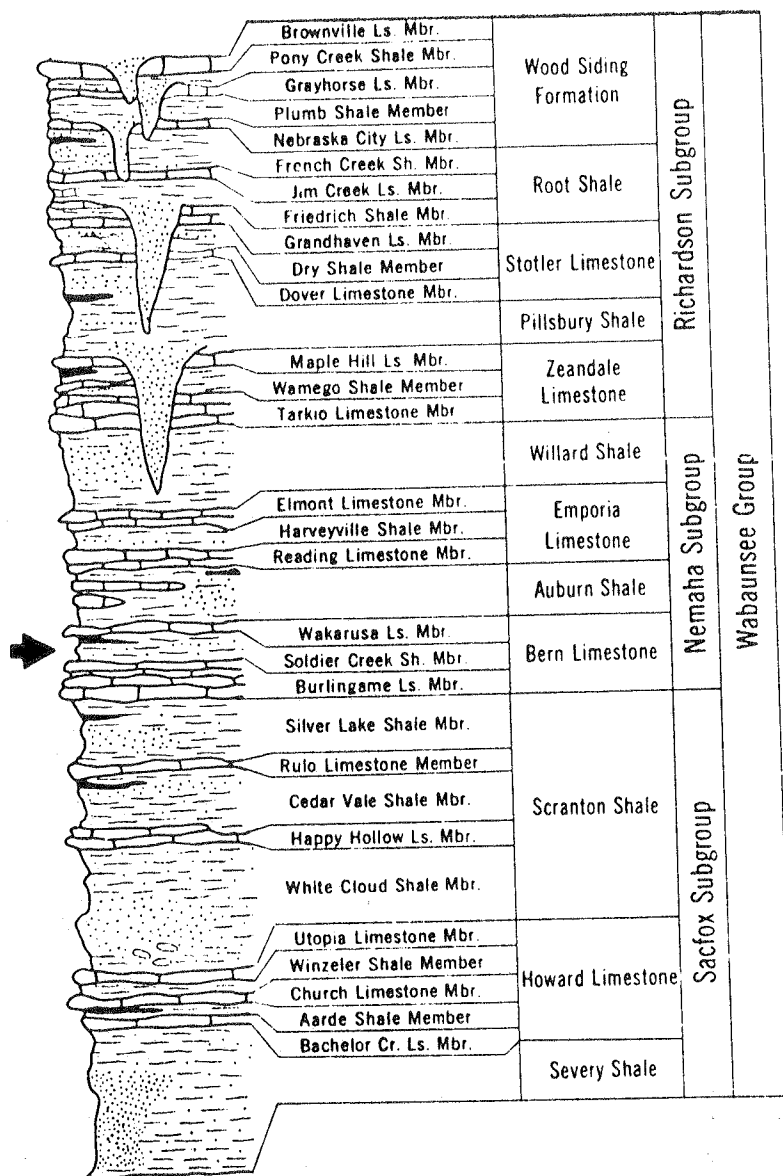 Brownville Ls. Mbr.
Pony Creek Shale Mbr.
Grayhorse Ls. Mbr.
Plumb Shale Member
Nebraska City Ls. Mbr.
French Creek Sh. Mbr.
Jim Creek Ls. Mbr.
Friedrich Shale Mbr.
Grandhaven Ls. Mbr.
Dry Shale Member
Dover Limestone Mbr.
Maple Hill Ls. Mbr.
Wamego Shale Member
Tarkio Limestone Mbr
Elmont Limestone Mbr.
Harveyville Shale Mbr.
Reading Limestone Mbr.
Wakarusa Ls. Mbr.
Soldier Creek Sh. Mbr.
Burlingame Ls. Mbr.
Silver Lake Shale Mbr.
Rulo Limestone Member
Cedar Vale Shale Mbr.
Happy Hollow Ls. Mbr.
White Cloud Shale Mbr.
Utopia Limestone Mbr.
Winzeler Shale Member
Church Limestone Mbr.
Aarde Shale Member
Bachelor Cr. Ls. Mbr.
Wood Siding
Formation
Root Shale
Stotler Limestone
Pillsbury Shale
Zeandale
Limestone
Willard Shale
Emporia
Limestone
Auburn Shale
Bern Limestone
Scranton Shale
Howard Limestone
Severy Shale
Richardson Subgroup
Nemaha Subgroup
Sacfox Subgroup
Wabaunsee Group